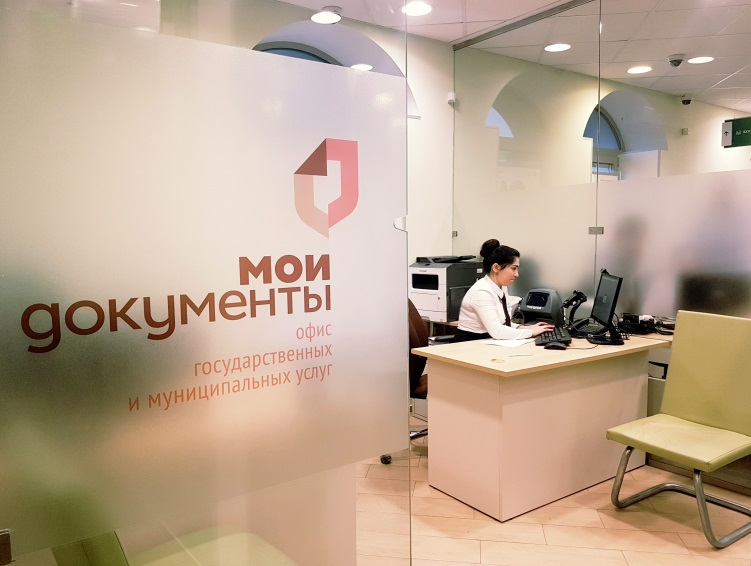 мои
документы
офис
государственных
и муниципальных услуг